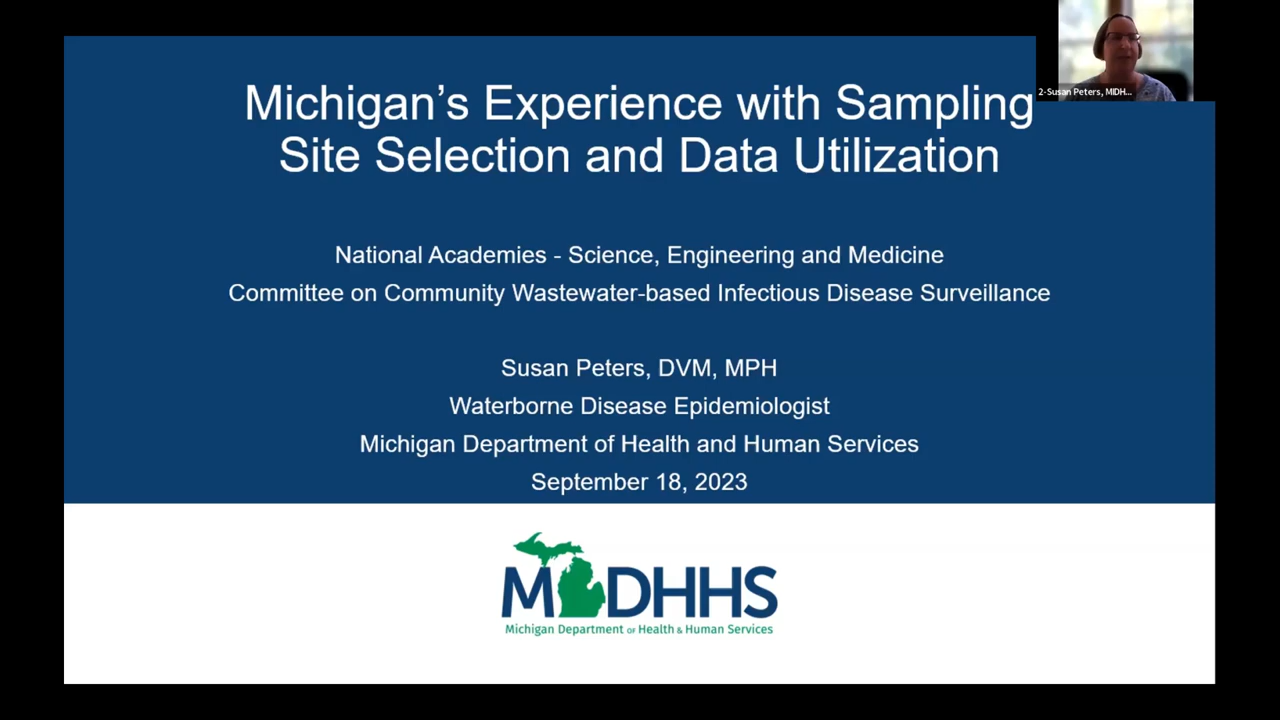 Michigan's Experience with Sampling
Site Selection and Data Utilization
2-Susan Peters, MIDH...
National Academies - Science, Engineering and Medicine
Committee on Community Wastewater-based Infectious Disease Surveillance
Susan Peters, DVM, MPH
Waterborne Disease Epidemiologist
Michigan Department of Health and Human Services
September 18, 2023
MDHHS
Michigan Department of Health & Human Services